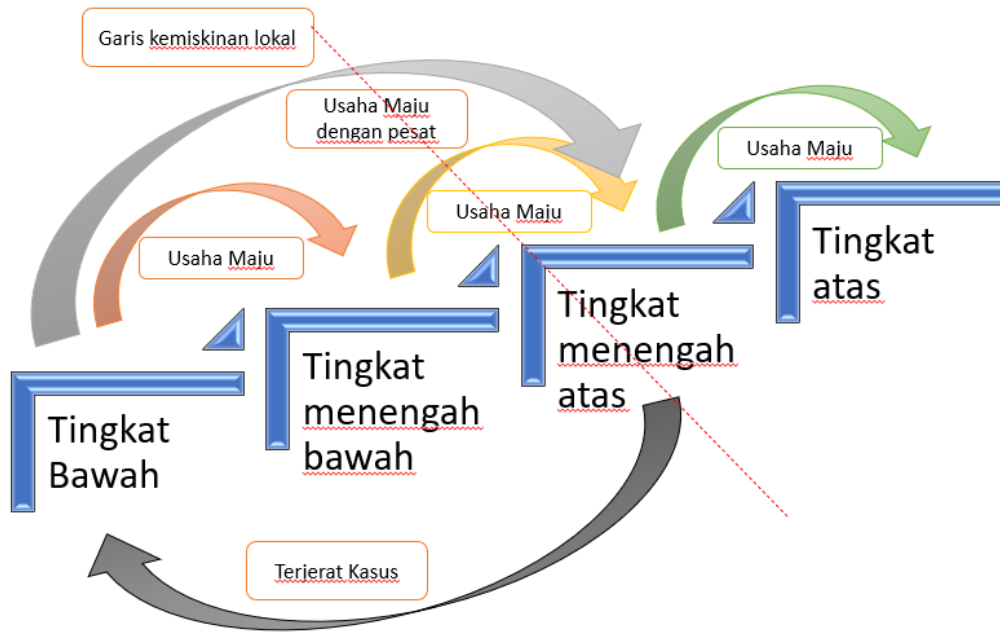 Garis kemiskinan lokal
Usaha Maju
dengan pesat
Usaha Maju
Usaha Maju
Usaha Maju
Tingkat
atas
Tingkat
menengah
atas
Tingkat
menengah
bawah
Tingkat
Bawah
Terjerat Kasus